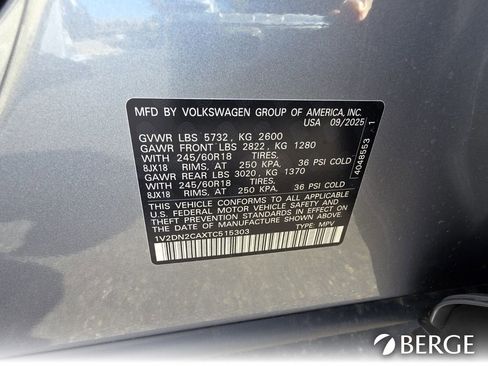 MFD BY VOLKSWAGEN GROUP OF AMERICA, INC.
USA 09/2025
GVWR LBS 5732, KG 2600
GAWR FRONT LBS 2822, KG 1280
WITH 245/60R18 TIRES.
8JX18 RIMS, AT 250 KPA, 36 PSI COLD
GAWR REAR LBS 3020, KG 1370
WITH 245/60R18 TIRES.
8JX18 RIMS, AT 250 KPA, 36 PSI COLD
THIS VEHICLE CONFORMS TO ALL APPLICABLE
U.S. FEDERAL MOTOR VEHICLE SAFETY AND
THEFT PREVENTION STANDARDS IN EFFECT ON
THE DATE OF MANUFACTURE SHOWN ABOVE.
1V2DN2CAXTC515303 TYPE: MPV
4048553 1
BERGE